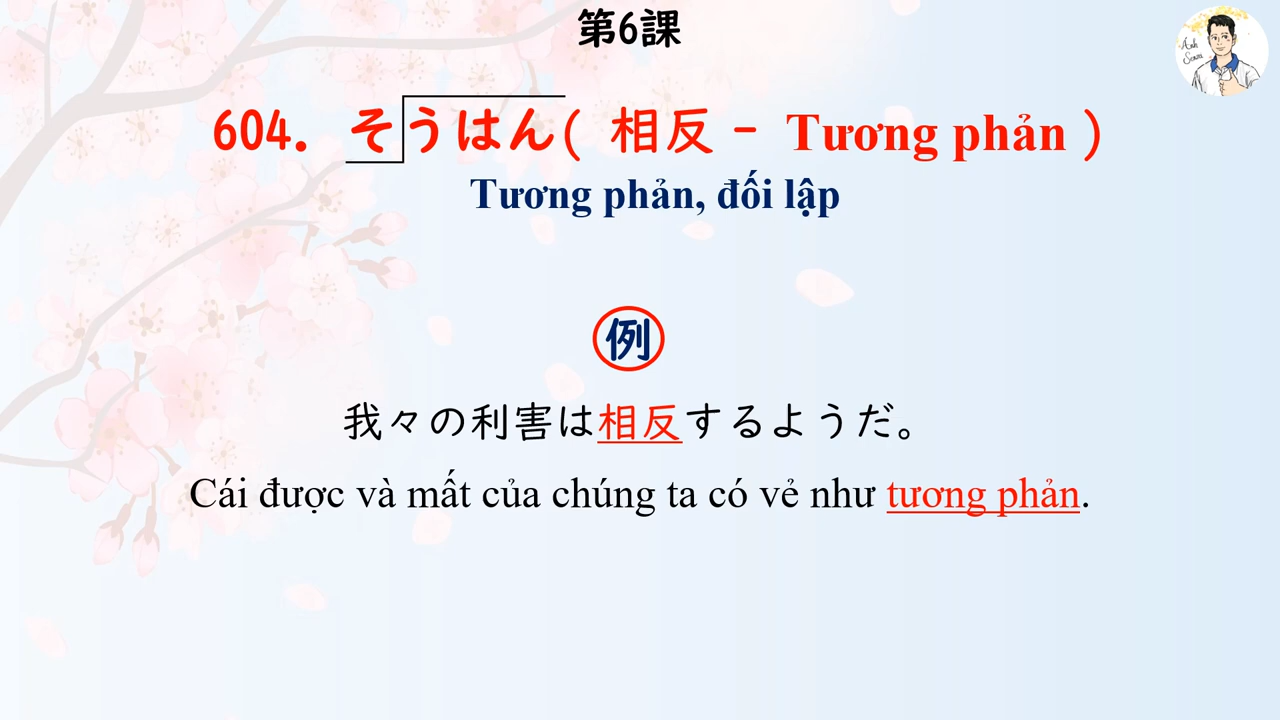 第6課
Anh
Sensei
604. そうはん( 相反 - Tương phản )
Tương phản, đối lập
例
我々の利害は相反するようだ。
Cái được và mất của chúng ta có vẻ như tương phản.